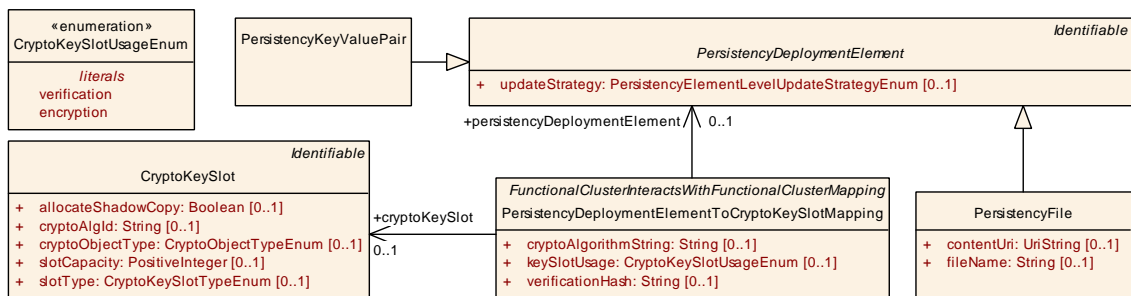 «enumeration»
CryptoKeySlotUsageEnum
literals
verification
encryption
PersistencyKeyValuePair
Identifiable
PersistencyDeploymentElement
+ updateStrategy: PersistencyElementLevelUpdateStrategyEnum [0..1]
+persistencyDeploymentElement
0..1
Identifiable
CryptoKeySlot
+ allocateShadowCopy: Boolean [0..1]
+ cryptoAlgId: String [0..1]
+ cryptoObjectType: CryptoObjectTypeEnum [0..1]
+ slotCapacity: PositiveInteger [0..1]
+ slotType: CryptoKeySlotTypeEnum [0..1]
+cryptoKeySlot
0..1
FunctionalClusterInteractsWithFunctionalClusterMapping
PersistencyDeploymentElementToCryptoKeySlotMapping
+ cryptoAlgorithmString: String [0..1]
+ keySlotUsage: CryptoKeySlotUsageEnum [0..1]
+ verificationHash: String [0..1]
PersistencyFile
+ contentUri: UriString [0..1]
+ fileName: String [0..1]